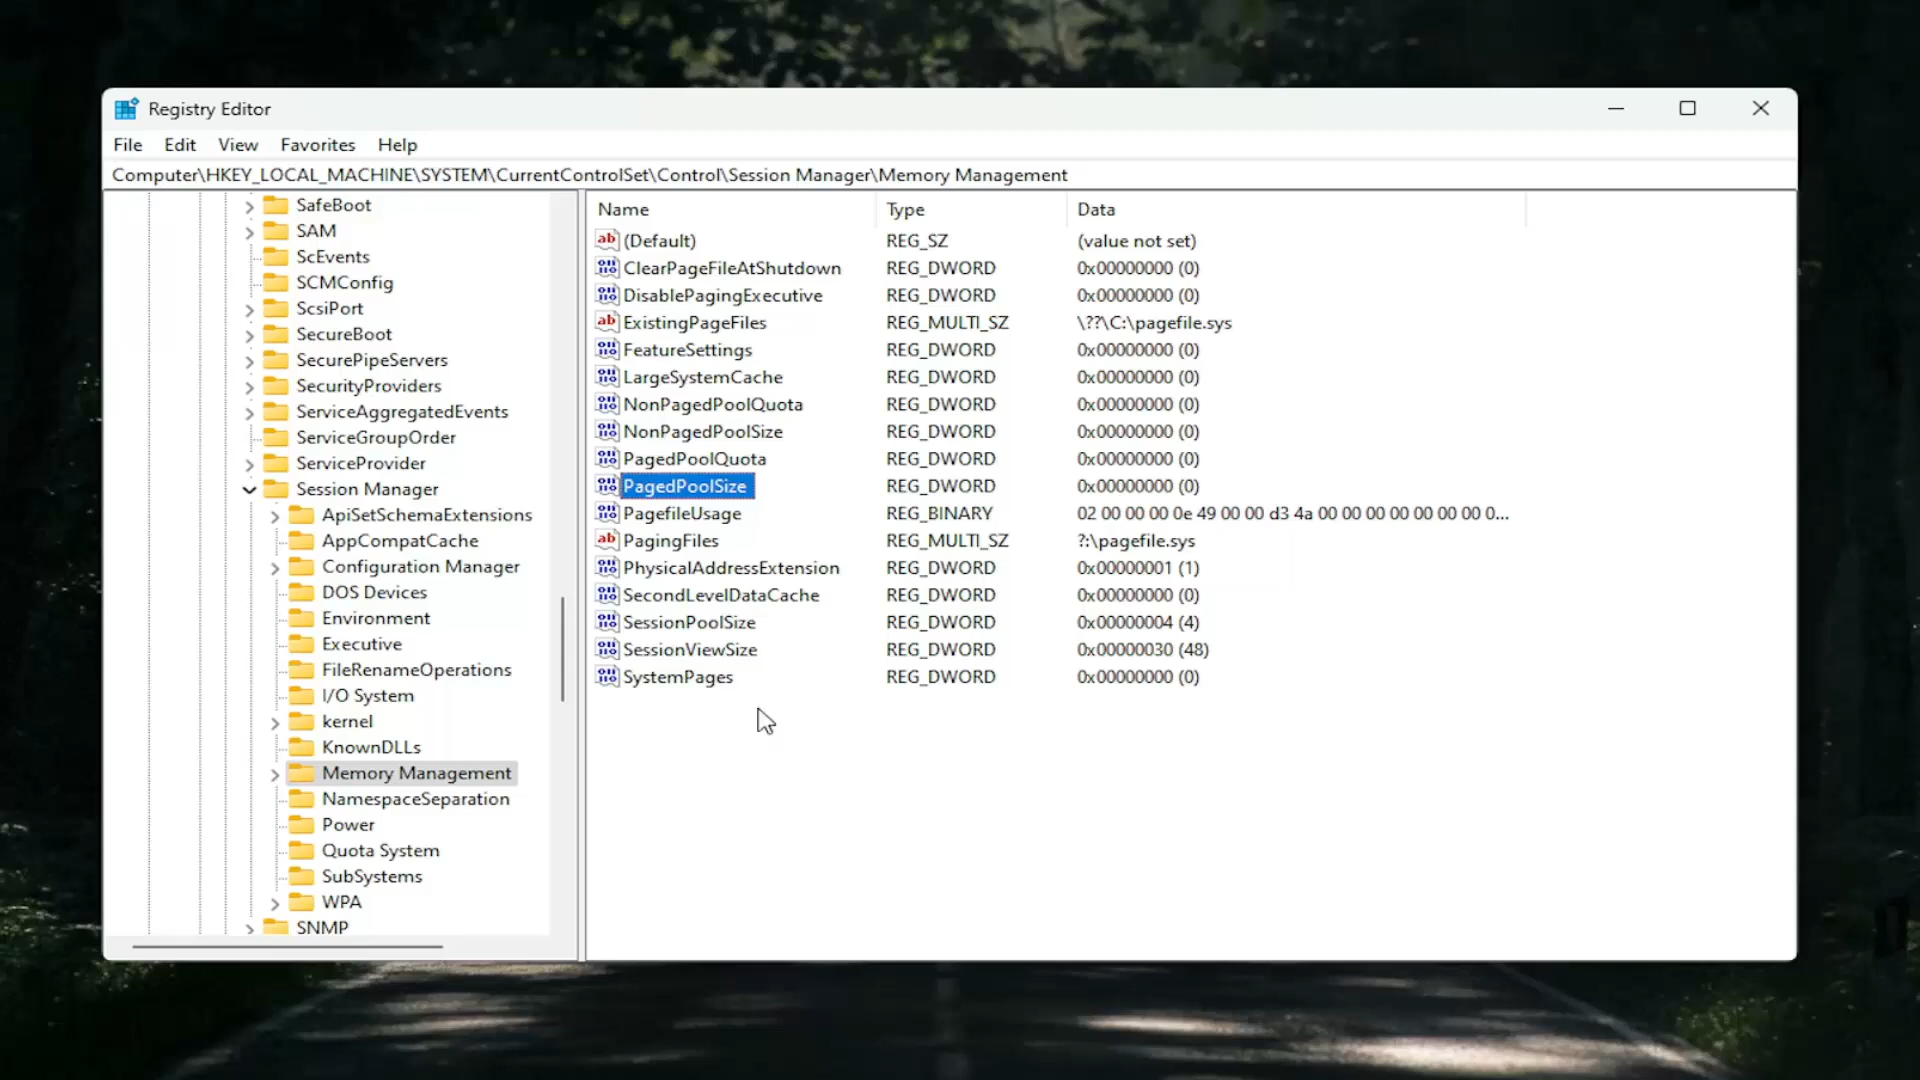 Registry Editor
File Edit View Favorites Help
Computer\HKEY_LOCAL_MACHINE\SYSTEM\CurrentControlSet\Control\Session Manager\Memory Management
SafeBoot
SAM
ScEvents
SCMConfig
ScsiPort
SecureBoot
SecurePipeServers
SecurityProviders
ServiceAggregatedEvents
ServiceGroupOrder
ServiceProvider
Session Manager
ApiSetSchemaExtensions
AppCompatCache
Configuration Manager
DOS Devices
Environment
Executive
FileRenameOperations
I/O System
kernel
KnownDLLs
Memory Management
NamespaceSeparation
Power
Quota System
SubSystems
WPA
SNMP
Name Type Data
(Default) REG_SZ (value not set)
ClearPageFileAtShutdown REG_DWORD 0x00000000 (0)
DisablePagingExecutive REG_DWORD 0x00000000 (0)
ExistingPageFiles REG_MULTI_SZ \??\C:\pagefile.sys
FeatureSettings REG_DWORD 0x00000000 (0)
LargeSystemCache REG_DWORD 0x00000000 (0)
NonPagedPoolQuota REG_DWORD 0x00000000 (0)
NonPagedPoolSize REG_DWORD 0x00000000 (0)
PagedPoolQuota REG_DWORD 0x00000000 (0)
PagedPoolSize REG_DWORD 0x00000000 (0)
PagefileUsage REG_BINARY 02 00 00 00 0e 49 00 00 d3 4a 00 00 00 00 00 00 00 0...
PagingFiles REG_MULTI_SZ ?:\pagefile.sys
PhysicalAddressExtension REG_DWORD 0x00000001 (1)
SecondLevelDataCache REG_DWORD 0x00000000 (0)
SessionPoolSize REG_DWORD 0x00000004 (4)
SessionViewSize REG_DWORD 0x00000030 (48)
SystemPages REG_DWORD 0x00000000 (0)